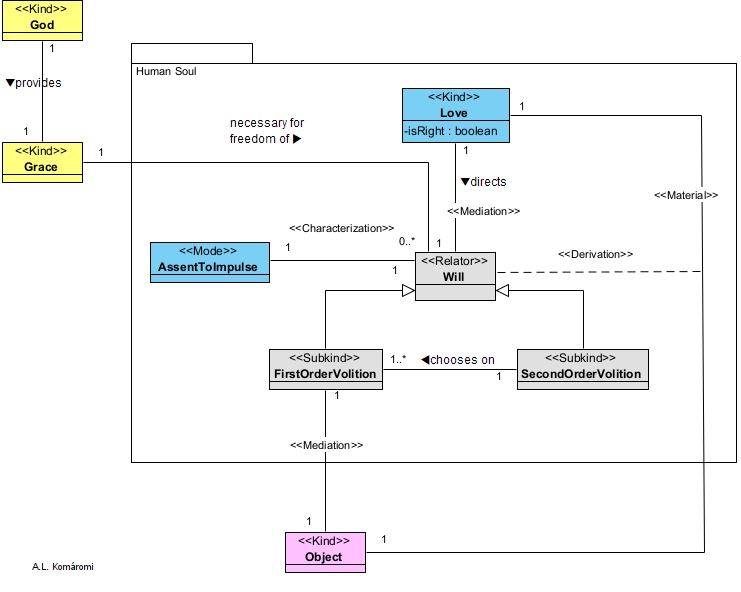 <<Kind>>
God
1
▼provides
1
<<Kind>>
Grace
1
Human Soul
necessary for
freedom of ▶
<<Kind>>
Love
-isRight : boolean
1
1
▼directs
<<Mediation>>
<<Material>>
<<Characterization>>
0..*
1
<<Mode>>
AssentToImpulse
1
1
<<Relator>>
Will
<<Derivation>>
<<Subkind>>
FirstOrderVolition
1..*
◀chooses on
1
<<Subkind>>
SecondOrderVolition
1
<<Mediation>>
1
<<Kind>>
Object
1
A.L. Komáromi